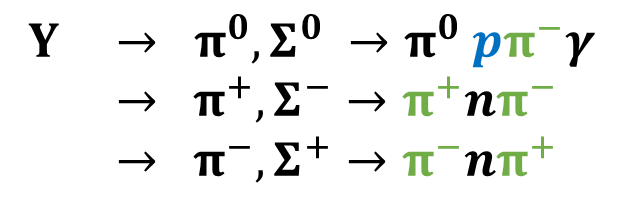 Y → π⁰, Σ⁰ → π⁰ pπ⁻γ
→ π⁺, Σ⁻ → π⁺nπ⁻
→ π⁻, Σ⁺ → π⁻nπ⁺